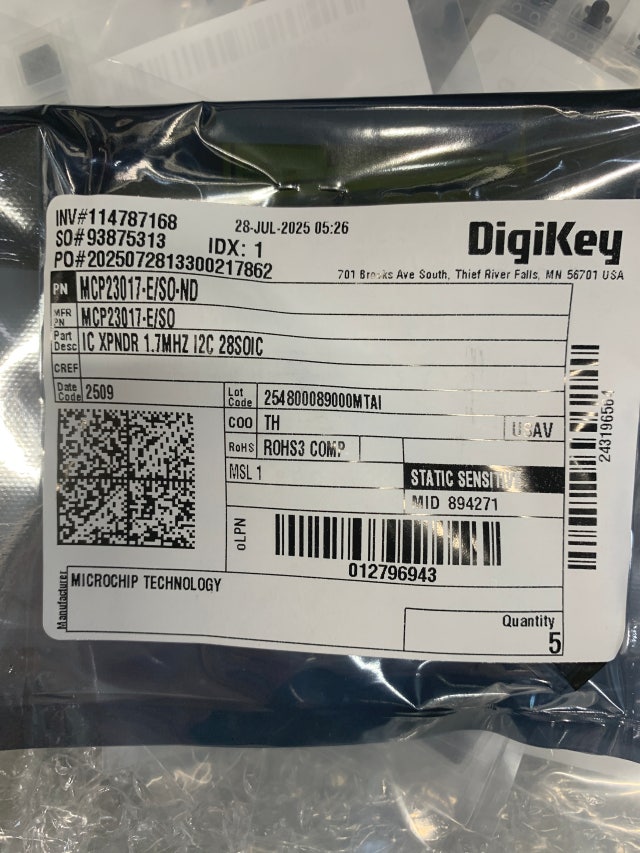 INV#114787168
28-JUL-2025 05:26
SO#93875313
IDX: 1
DigiKey
PO#20250728133002178​62
701 Brooks Ave South, Thief River Falls, MN 56701 USA
PN MCP23017-E/SO-ND
MFR PN MCP23017-E/SO
Part Desc IC XPNDR 1.7MHZ I2C 28SOIC
CREF
Date Code 2509
Lot Code 254800089000MTAI
COO TH
USAV
RoHS ROHS3 COMP
MSL 1
STATIC SENSITIVE
MID 894271
oLPN
012796943
Manufacturer MICROCHIP TECHNOLOGY
Quantity
5